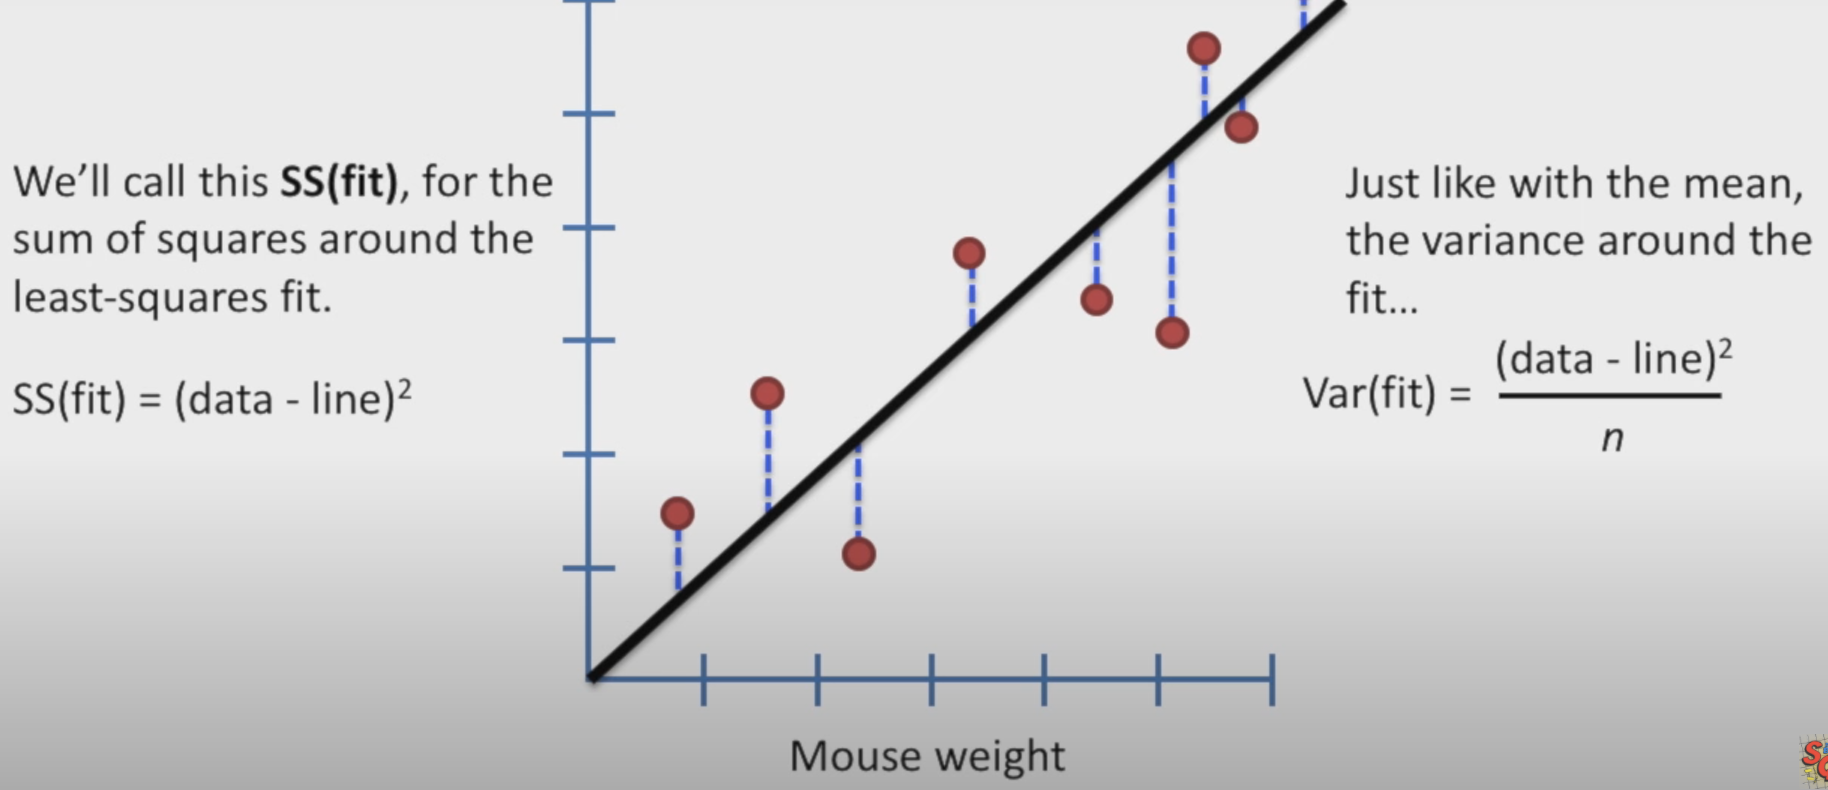 We'll call this SS(fit), for the
sum of squares around the
least-squares fit.
SS(fit) = (data - line)²
Just like with the mean,
the variance around the
fit...
Var(fit) = (data - line)²
n
Mouse weight